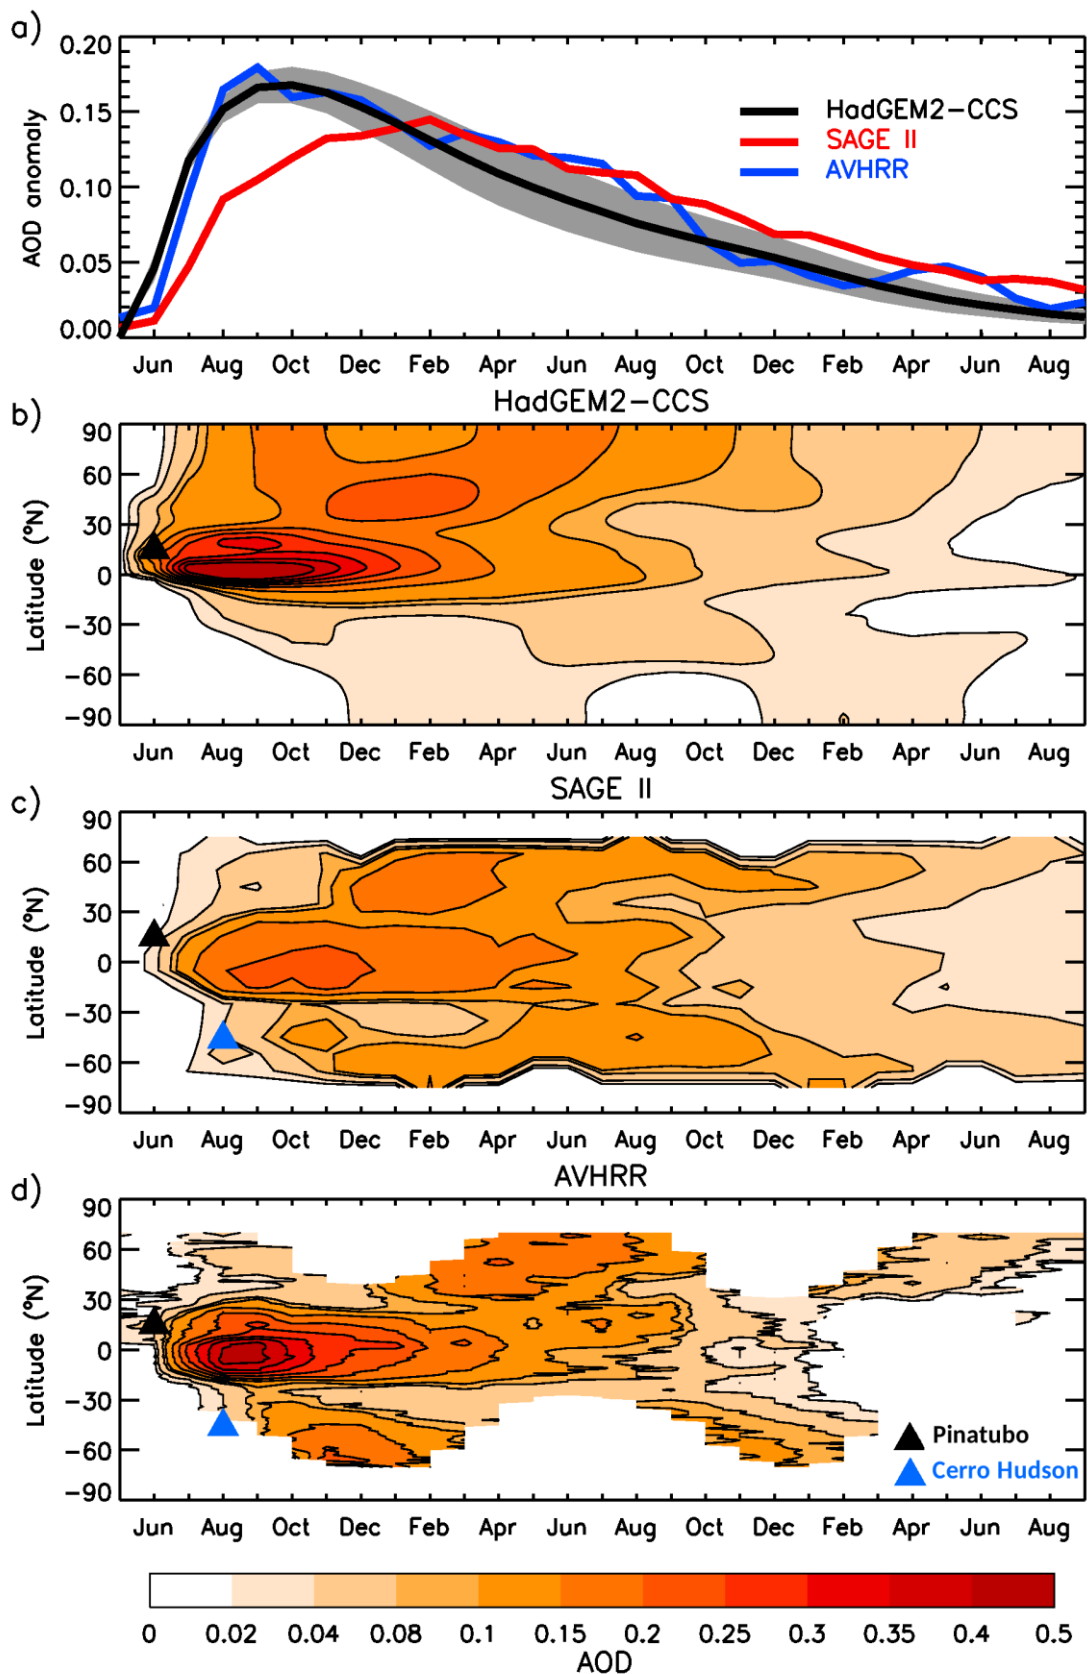 a)
0.20
0.15
0.10
0.05
0.00
AOD anomaly
HadGEM2-CCS
SAGE II
AVHRR
Jun Aug Oct Dec Feb Apr Jun Aug Oct Dec Feb Apr Jun Aug
b)
HadGEM2-CCS
90
60
30
0
-30
-60
-90
Latitude (°N)
Jun Aug Oct Dec Feb Apr Jun Aug Oct Dec Feb Apr Jun Aug
c)
SAGE II
90
60
30
0
-30
-60
-90
Latitude (°N)
Jun Aug Oct Dec Feb Apr Jun Aug Oct Dec Feb Apr Jun Aug
d)
AVHRR
90
60
30
0
-30
-60
-90
Latitude (°N)
Pinatubo
Cerro Hudson
Jun Aug Oct Dec Feb Apr Jun Aug Oct Dec Feb Apr Jun Aug
0 0.02 0.04 0.08 0.1 0.15 0.2 0.25 0.3 0.35 0.4 0.5
AOD